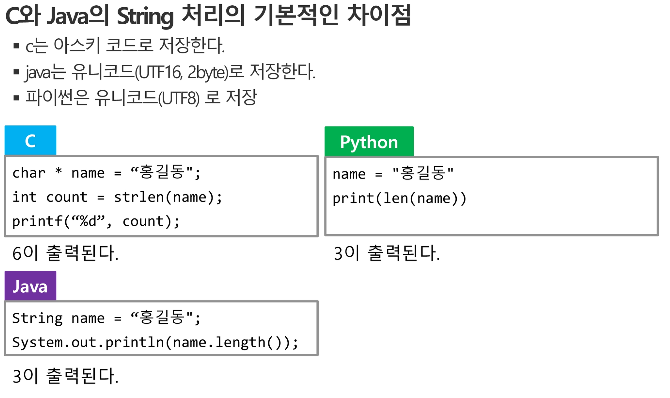 C와 Java의 String 처리의 기본적인 차이점
▪ c는 아스키 코드로 저장한다.
▪ java는 유니코드(UTF16, 2byte)로 저장한다.
▪ 파이썬은 유니코드(UTF8) 로 저장
C
char * name = “홍길동";
int count = strlen(name);
printf(“%d”, count);
6이 출력된다.
Python
name = "홍길동"
print(len(name))
3이 출력된다.
Java
String name = “홍길동";
System.out.println(name.length());
3이 출력된다.